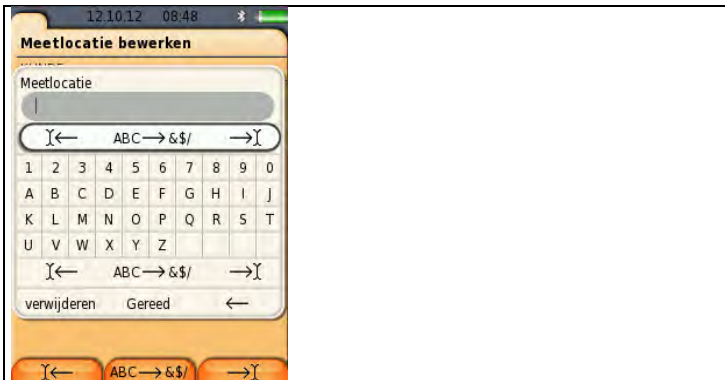 12.10.12 08:48
Meetlocatie bewerken
Meetlocatie
ABC→&$/
1 2 3 4 5 6 7 8 9 0
A B C D E F G H I J
K L M N O P Q R S T
U V W X Y Z
ABC→&$/
verwijderen Gereed ←
ABC→&$/